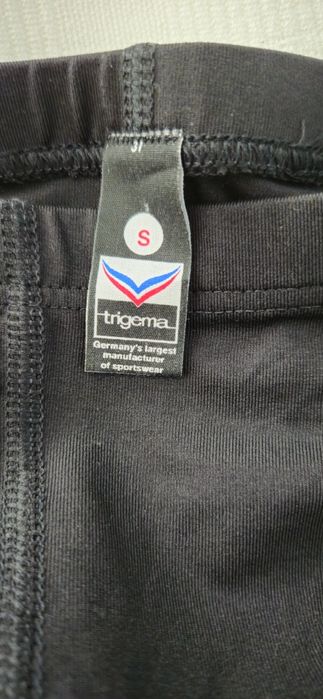 S
trigema
Germany's largest
manufacturer
of sportswear